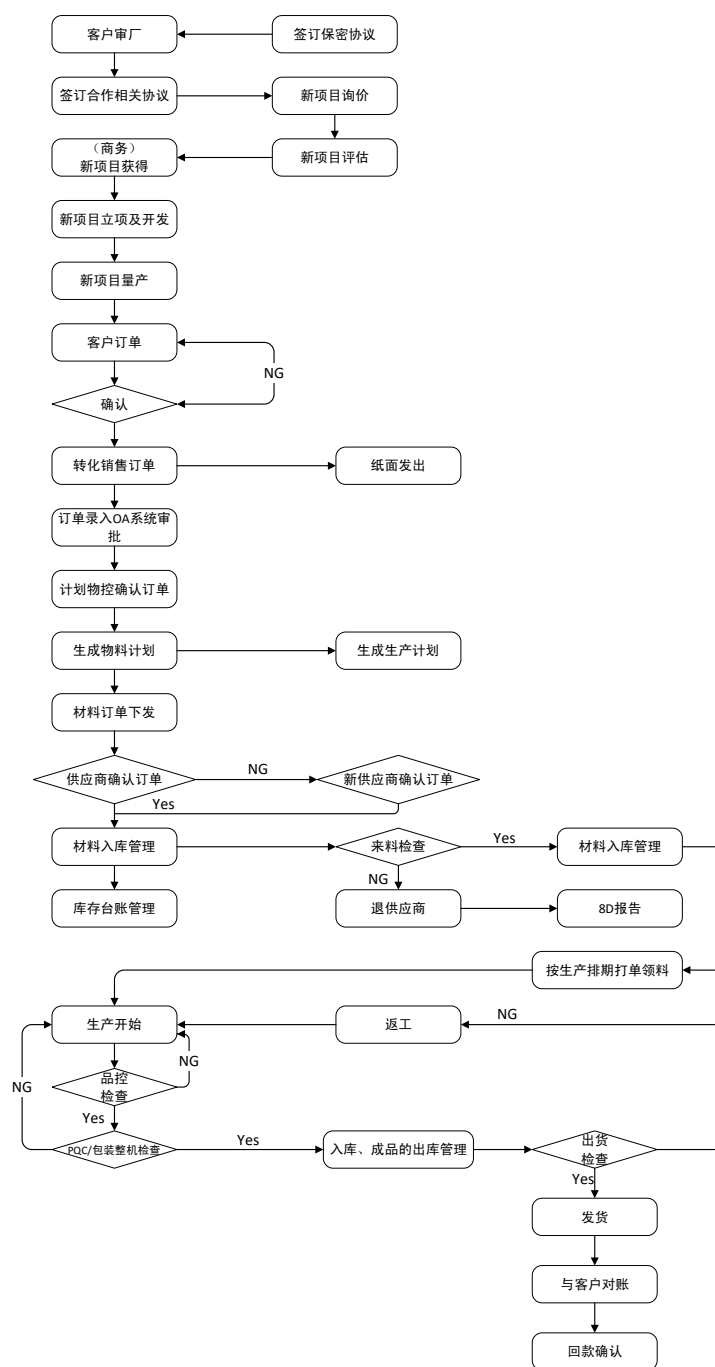 客户审厂
签订保密协议
签订合作相关协议
新项目询价
（商务）
新项目获得
新项目评估
新项目立项及开发
新项目量产
客户订单
NG
确认
转化销售订单
纸面发出
订单录入OA系统审
批
计划物控确认订单
生成物料计划
生成生产计划
材料订单下发
供应商确认订单
NG
新供应商确认订单
Yes
材料入库管理
来料检查
Yes
材料入库管理
NG
库存台账管理
退供应商
8D报告
按生产排期打单领料
生产开始
返工
NG
NG
品控
检查
NG
Yes
PQC/包装整机检查
Yes
入库、成品的出库管理
出货
检查
Yes
发货
与客户对账
回款确认